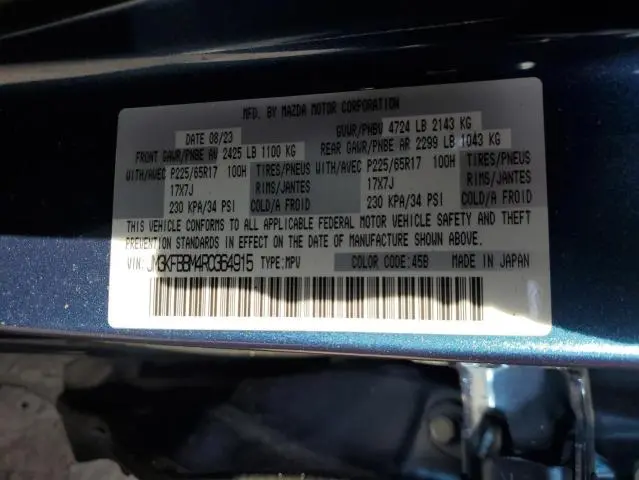 MFD. BY MAZDA MOTOR CORPORATION
DATE 08/23 GVWR/PNBV 4724 LB 2143 KG
FRONT GAWR/PNBE AV 2425 LB 1100 KG REAR GAWR/PNBE AR 2299 LB 1043 KG
WITH/AVEC P225/65R17 100H TIRES/PNEUS WITH/AVEC P225/65R17 100H TIRES/PNEUS
17X7J RIMS/JANTES 17X7J RIMS/JANTES
230 KPA/34 PSI COLD/A FROID 230 KPA/34 PSI COLD/A FROID
THIS VEHICLE CONFORMS TO ALL APPLICABLE FEDERAL MOTOR VEHICLE SAFETY AND THEFT
PREVENTION STANDARDS IN EFFECT ON THE DATE OF MANUFACTURE SHOWN ABOVE.
VIN: JM3KFBBM4R0364915 TYPE:MPV COLOR CODE:45B MADE IN JAPAN